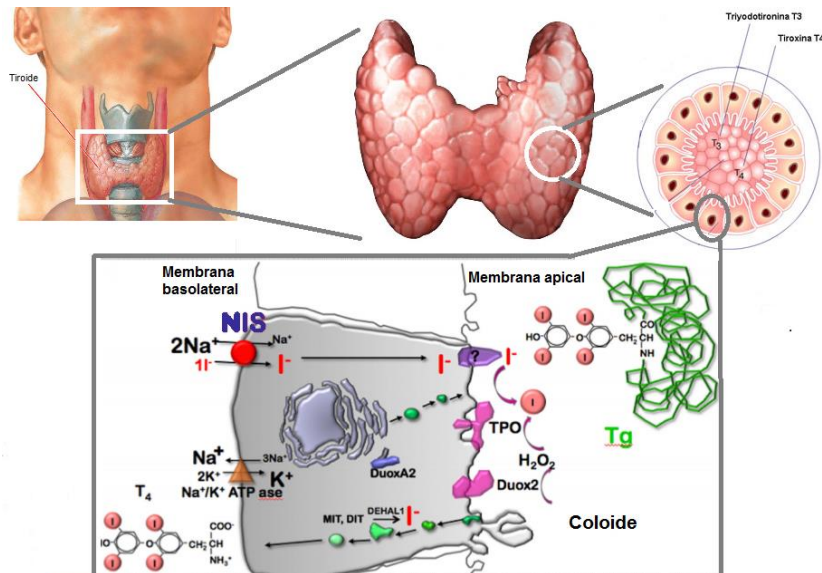 Triyodotironina T3
Tiroxina T4
Tiroide
T3
T4
Membrana
basolateral
Membrana apical
NIS
2Na⁺
Na⁺
1I⁻
I⁻
I⁻
?
I⁻
I
I
I
I
I
HO
O
CH₂
CO
NH
Tg
TPO
H₂O₂
DuoxA2
Duox2
Na⁺
3Na⁺
2K⁺
K⁺
Na⁺/K⁺ ATP ase
T₄
MIT, DIT
DEHAL1
I⁻
Coloide
I
I
I
I
IO
O
CH₂
COO⁻
NH₃⁺